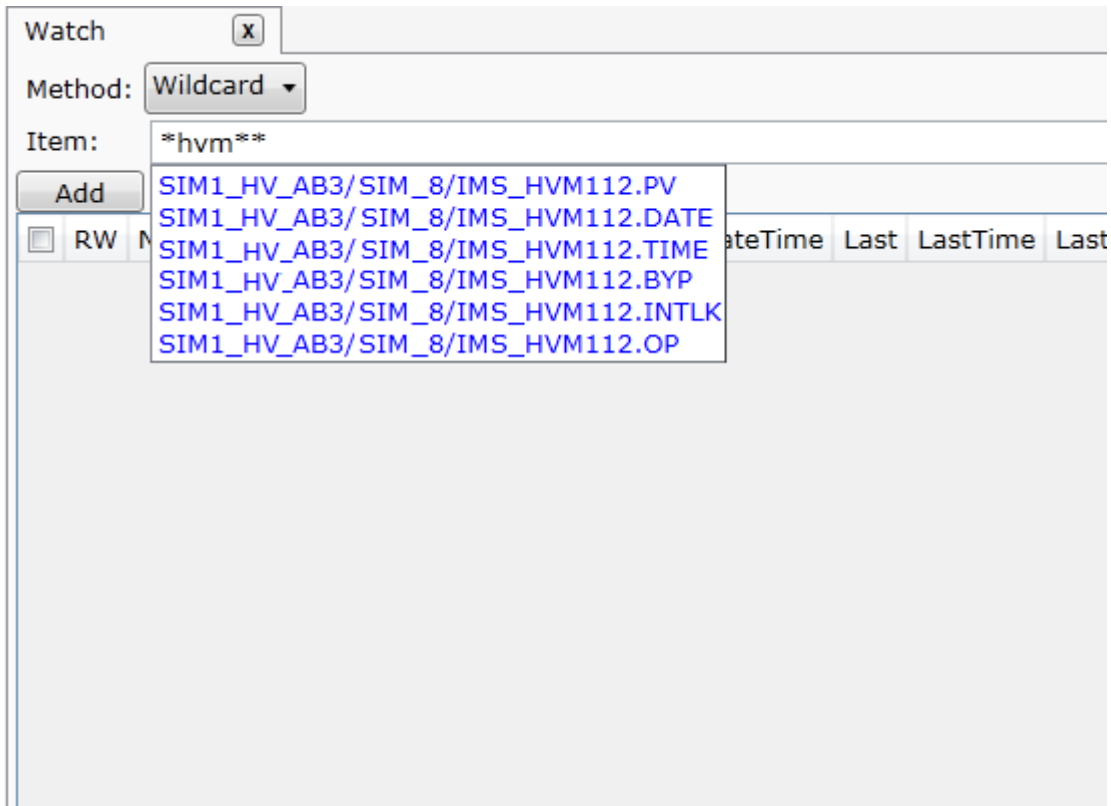 Watch x
Method: Wildcard
Item: *hvm**
Add
SIM1_HV_AB3/SIM_8/IMS_HVM112.PV
SIM1_HV_AB3/SIM_8/IMS_HVM112.DATE
SIM1_HV_AB3/SIM_8/IMS_HVM112.TIME
SIM1_HV_AB3/SIM_8/IMS_HVM112.BYP
SIM1_HV_AB3/SIM_8/IMS_HVM112.INTLK
SIM1_HV_AB3/SIM_8/IMS_HVM112.OP
RW N ateTime Last LastTime Last